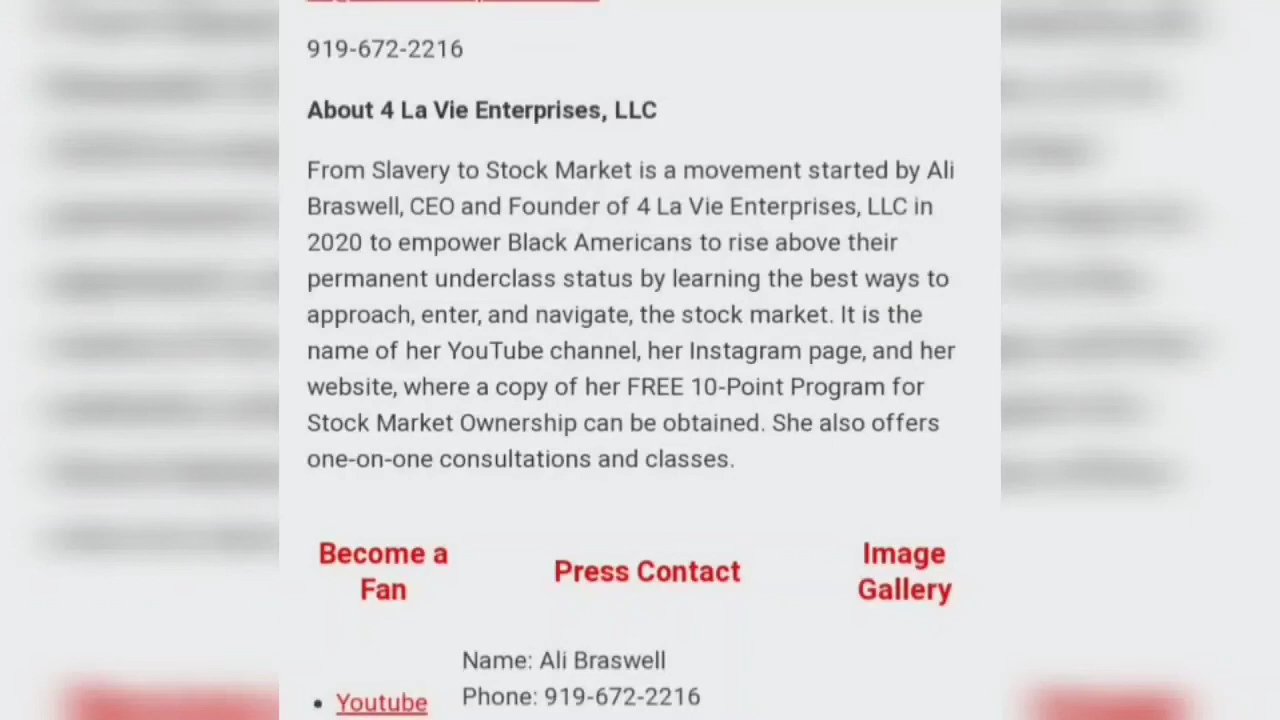 919-672-2216
About 4 La Vie Enterprises, LLC
From Slavery to Stock Market is a movement started by Ali
Braswell, CEO and Founder of 4 La Vie Enterprises, LLC in
2020 to empower Black Americans to rise above their
permanent underclass status by learning the best ways to
approach, enter, and navigate, the stock market. It is the
name of her YouTube channel, her Instagram page, and her
website, where a copy of her FREE 10-Point Program for
Stock Market Ownership can be obtained. She also offers
one-on-one consultations and classes.
Become a
Fan
Press Contact
Image
Gallery
• Youtube
Name: Ali Braswell
Phone: 919-672-2216